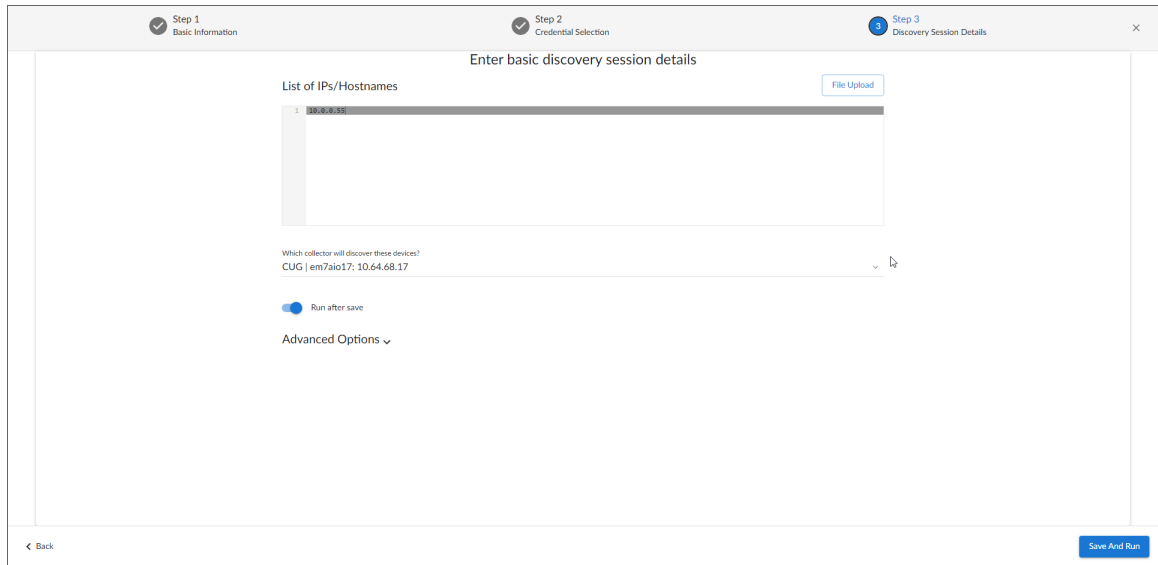 Step 1
Basic Information
Step 2
Credential Selection
3
Step 3
Discovery Session Details
Enter basic discovery session details
List of IPs/Hostnames
File Upload
1 10.0.0.55
Which collector will discover these devices?
CUG | em7aio17: 10.64.68.17
Run after save
Advanced Options
Back
Save And Run